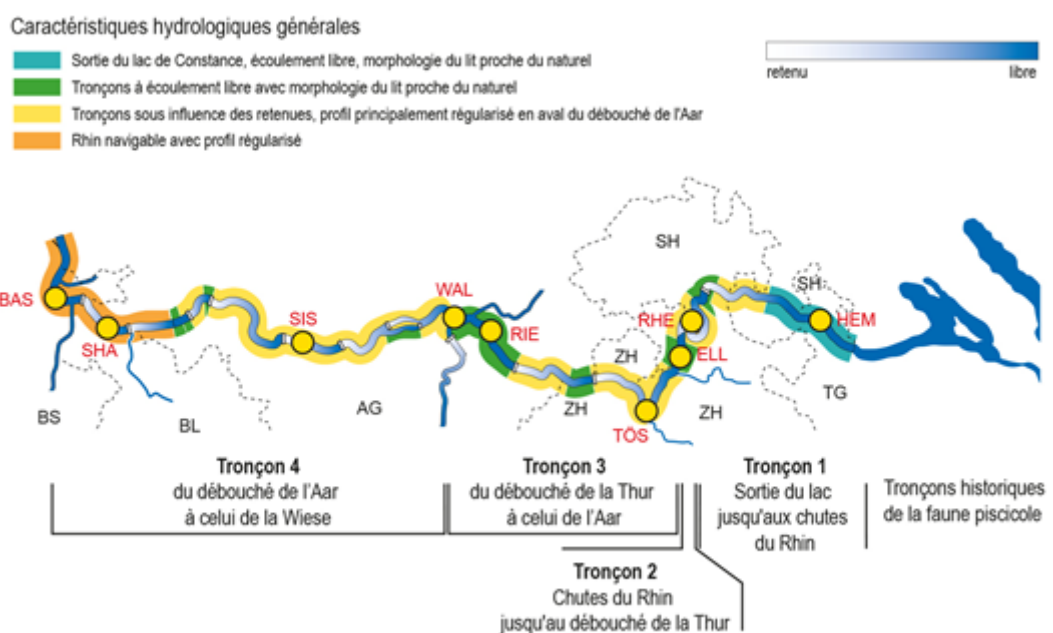 Caractéristiques hydrologiques générales
Sortie du lac de Constance, écoulement libre, morphologie du lit proche du naturel
Tronçons à écoulement libre avec morphologie du lit proche du naturel
Tronçons sous influence des retenues, profil principalement régularisé en aval du débouché de l'Aar
Rhin navigable avec profil régularisé
retenu
libre
SH
SH
BAS
SHA
SIS
WAL
RIE
RHE
HEM
ELL
ZH
TÖS
ZH
ZH
TG
AG
BL
BS
Tronçon 4
du débouché de l'Aar
à celui de la Wiese
Tronçon 3
du débouché de la Thur
à celui de l'Aar
Tronçon 1
Sortie du lac
jusqu'aux chutes
du Rhin
Tronçons historiques
de la faune piscicole
Tronçon 2
Chutes du Rhin
jusqu'au débouché de la Thur